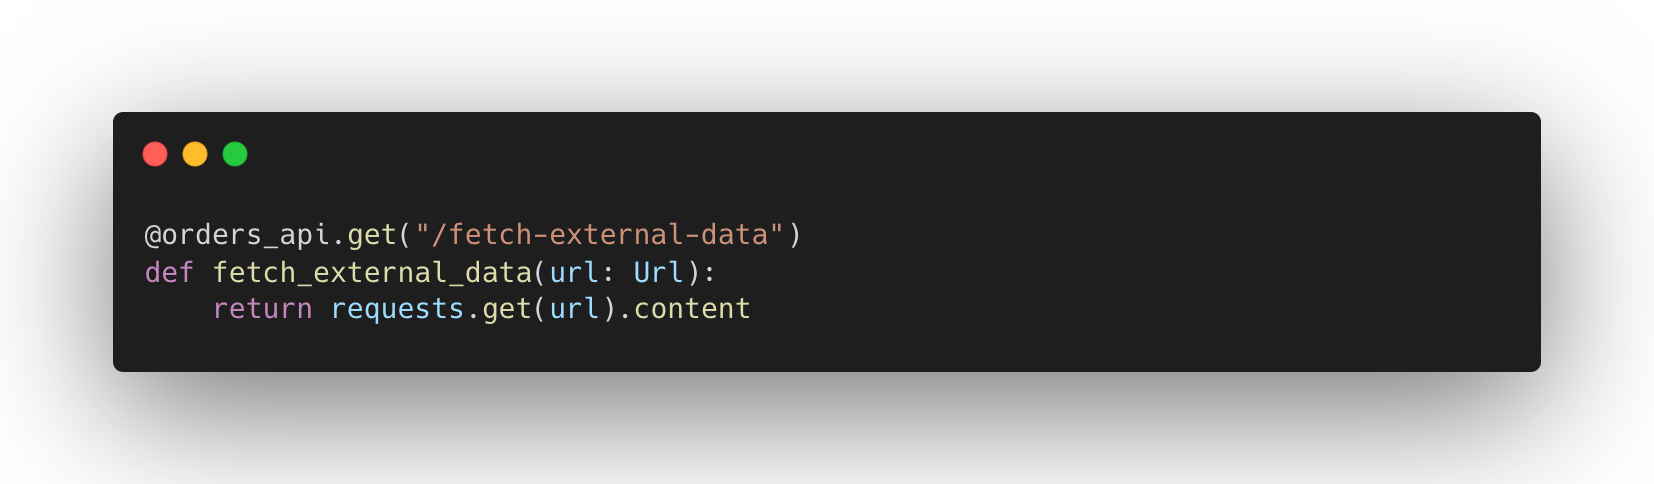 @orders_api.get("/fetch-external-data")
def fetch_external_data(url: Url):
    return requests.get(url).content